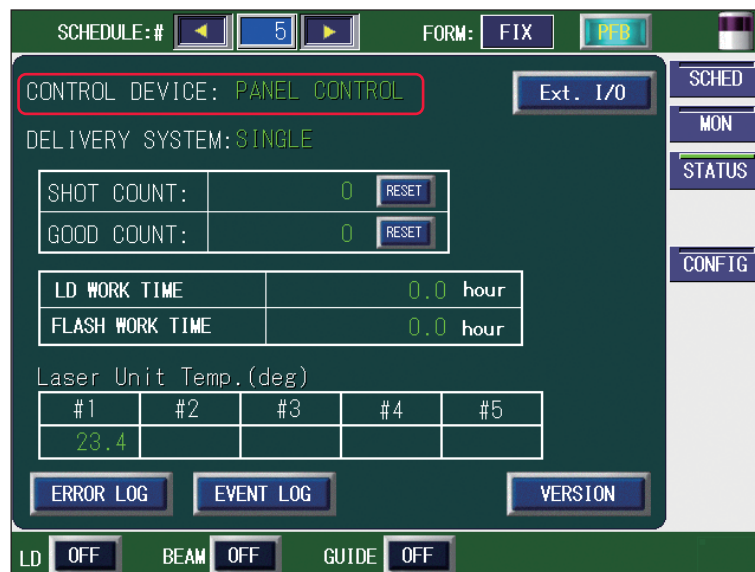 SCHEDULE:# 5 FORM: FIX PFB
CONTROL DEVICE: PANEL CONTROL Ext. I/O
DELIVERY SYSTEM:SINGLE
SHOT COUNT: 0 RESET
GOOD COUNT: 0 RESET
LD WORK TIME 0.0 hour
FLASH WORK TIME 0.0 hour
Laser Unit Temp.(deg)
#1 #2 #3 #4 #5
23.4
ERROR LOG EVENT LOG VERSION
SCHED
MON
STATUS
CONFIG
LD OFF BEAM OFF GUIDE OFF